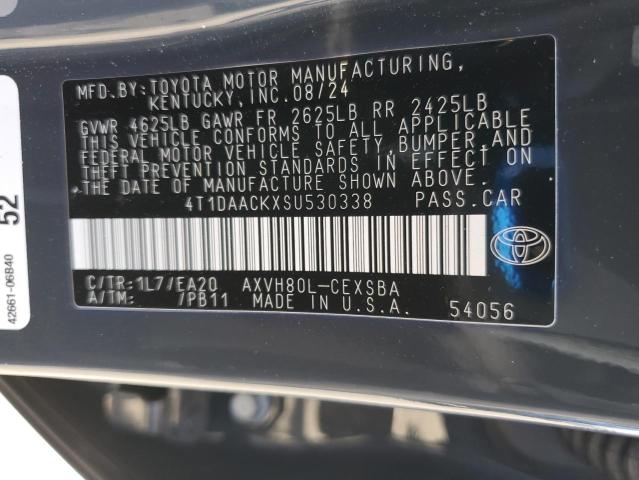 MFD.BY:TOYOTA MOTOR MANUFACTURING,
KENTUCKY,INC.08/24
GVWR 4625LB GAWR FR 2625LB RR 2425LB
THIS VEHICLE CONFORMS TO ALL APPLICABLE
FEDERAL MOTOR VEHICLE SAFETY,BUMPER,AND
THEFT PREVENTION STANDARDS IN EFFECT ON
THE DATE OF MANUFACTURE SHOWN ABOVE.
4T1DAACKXSU530338 PASS.CAR
C/TR:1L7/EA20 AXVH80L-CEXSBA
A/TM: /PB11 MADE IN U.S.A. 54056
52
42661-06B40